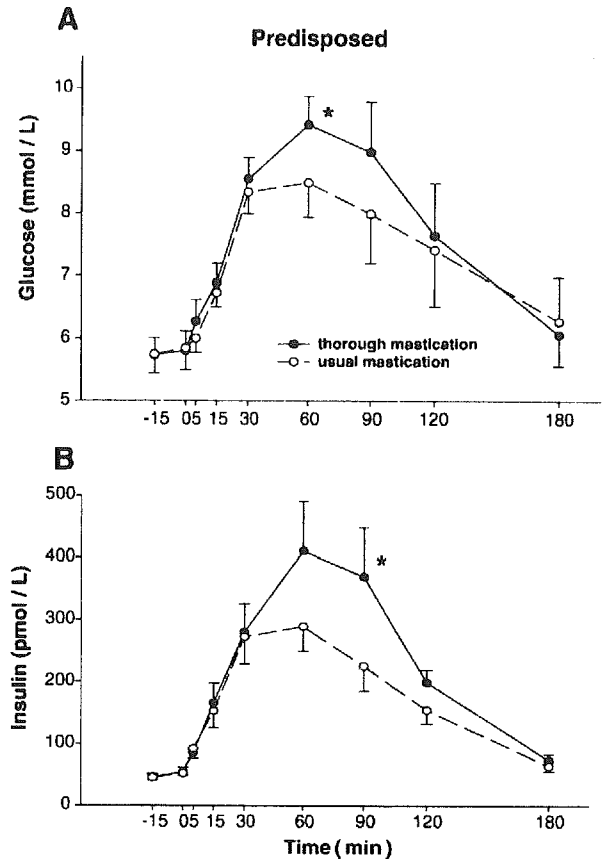 A
Predisposed
10
9
8
7
6
5
Glucose (mmol / L)
*
thorough mastication
usual mastication
-15 05 15 30 60 90 120 180
B
500
400
300
200
100
0
Insulin (pmol / L)
*
-15 05 15 30 60 90 120 180
Time ( min )